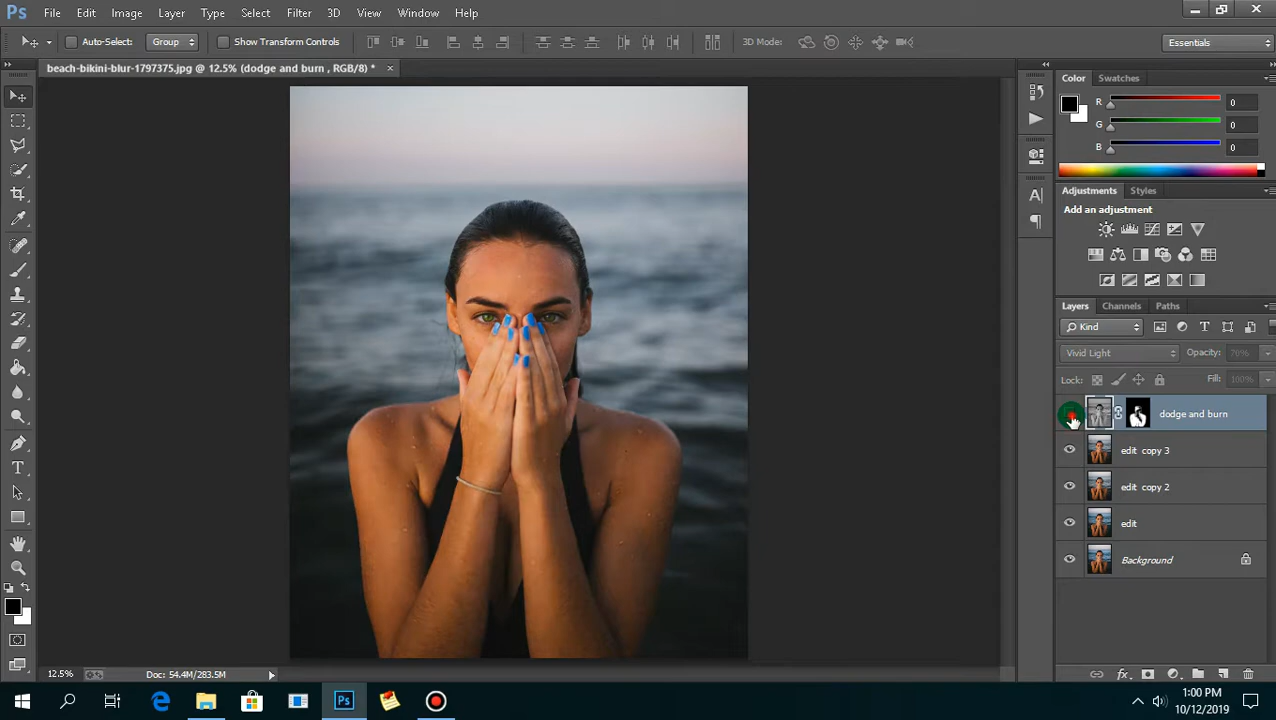 Ps File Edit Image Layer Type Select Filter 3D View Window Help
Auto-Select: Group Show Transform Controls 3D Mode: Essentials
beach-bikini-blur-1797375.jpg @ 12.5% (dodge and burn , RGB/8) * ×
Color Swatches
R 0
G 0
B 0
Adjustments Styles
Add an adjustment
Layers Channels Paths
Kind T
Vivid Light Opacity: 70%
Lock: Fill: 100%
dodge and burn
edit copy 3
edit copy 2
edit
Background
12.5% Doc: 54.4M/283.5M
fx
Ps 1:00 PM
10/12/2019